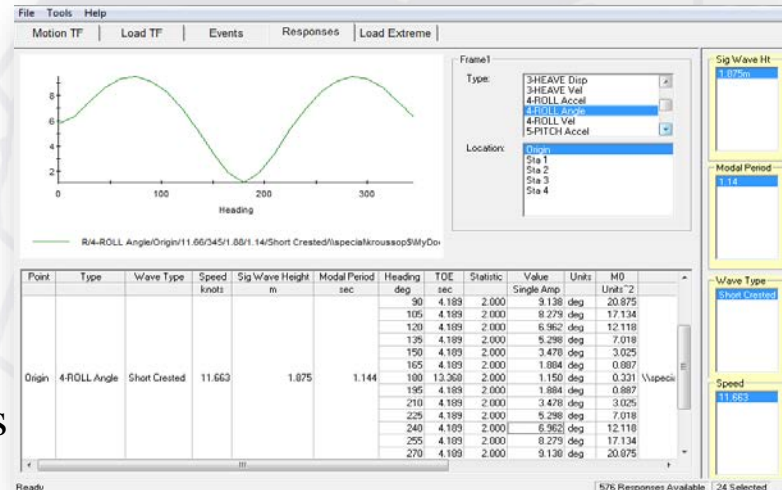 File Tools Help
Motion TF Load TF Events Responses Load Extreme
8
6
4
2
0 100 200 300
Heading
R/4-ROLL Angle/Origin/11.66/345/1.88/1.14/Short Crested/\\special\kroussop$\MyDo
Frame1
Type:
3-HEAVE Disp
3-HEAVE Vel
4-ROLL Accel
4-ROLL Angle
4-ROLL Vel
5-PITCH Accel
Location:
Origin
Sta 1
Sta 2
Sta 3
Sta 4
Sig Wave Ht
1.875m
Modal Period
1.14
Wave Type
Short Crested
Speed
11.663
Point Type Wave Type Speed Sig Wave Height Modal Period Heading TOE Statistic Value Units M0
knots m sec deg sec Single Amp Units^2
90 4.189 2.000 9.138 deg 20.875
105 4.189 2.000 8.279 deg 17.134
120 4.189 2.000 6.962 deg 12.118
135 4.189 2.000 5.298 deg 7.018
150 4.189 2.000 3.478 deg 3.025
165 4.189 2.000 1.884 deg 0.887
Origin 4-ROLL Angle Short Crested 11.663 1.875 1.144 180 13.368 2.000 1.150 deg 0.331 \\speci
195 4.189 2.000 1.884 deg 0.887
210 4.189 2.000 3.478 deg 3.025
225 4.189 2.000 5.298 deg 7.018
240 4.189 2.000 6.962 deg 12.118
255 4.189 2.000 8.279 deg 17.134
270 4.189 2.000 9.138 deg 20.875
s
Ready 576 Responses Available 24 Selected